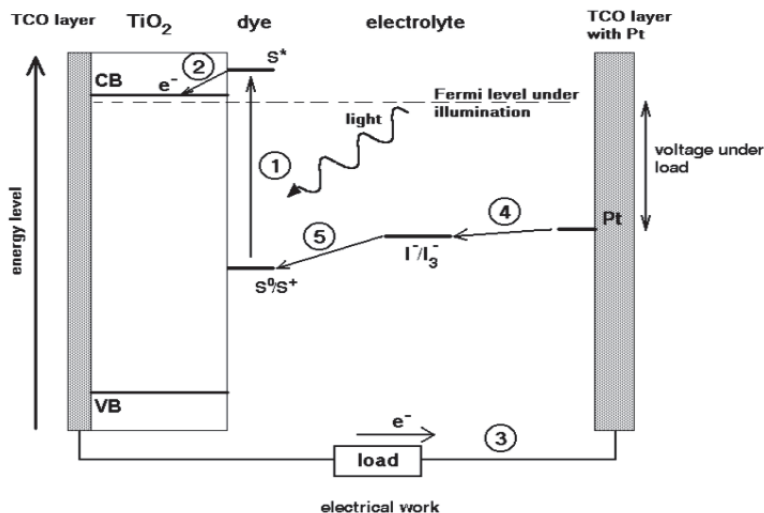 TCO layer
TiO2
dye
electrolyte
TCO layer
with Pt
S*
2
CB
e-
Fermi level under
illumination
light
1
voltage under
load
energy level
4
Pt
5
I-/I3-
S0/S+
VB
e-
3
load
electrical work